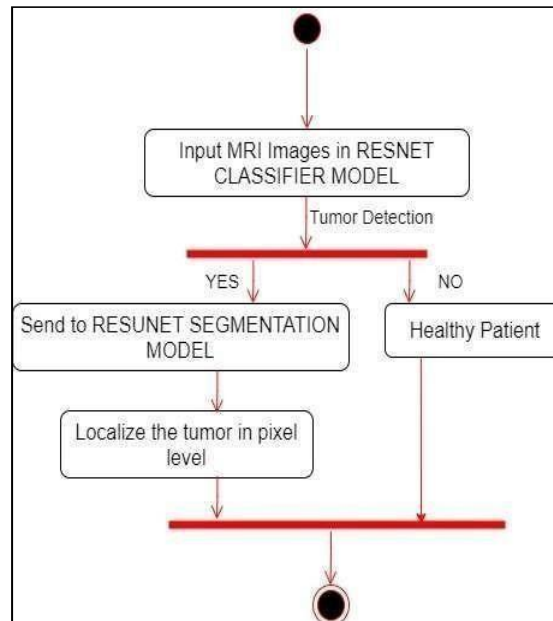 Input MRI Images in RESNET
CLASSIFIER MODEL
Tumor Detection
YES
NO
Send to RESUNET SEGMENTATION
MODEL
Healthy Patient
Localize the tumor in pixel
level